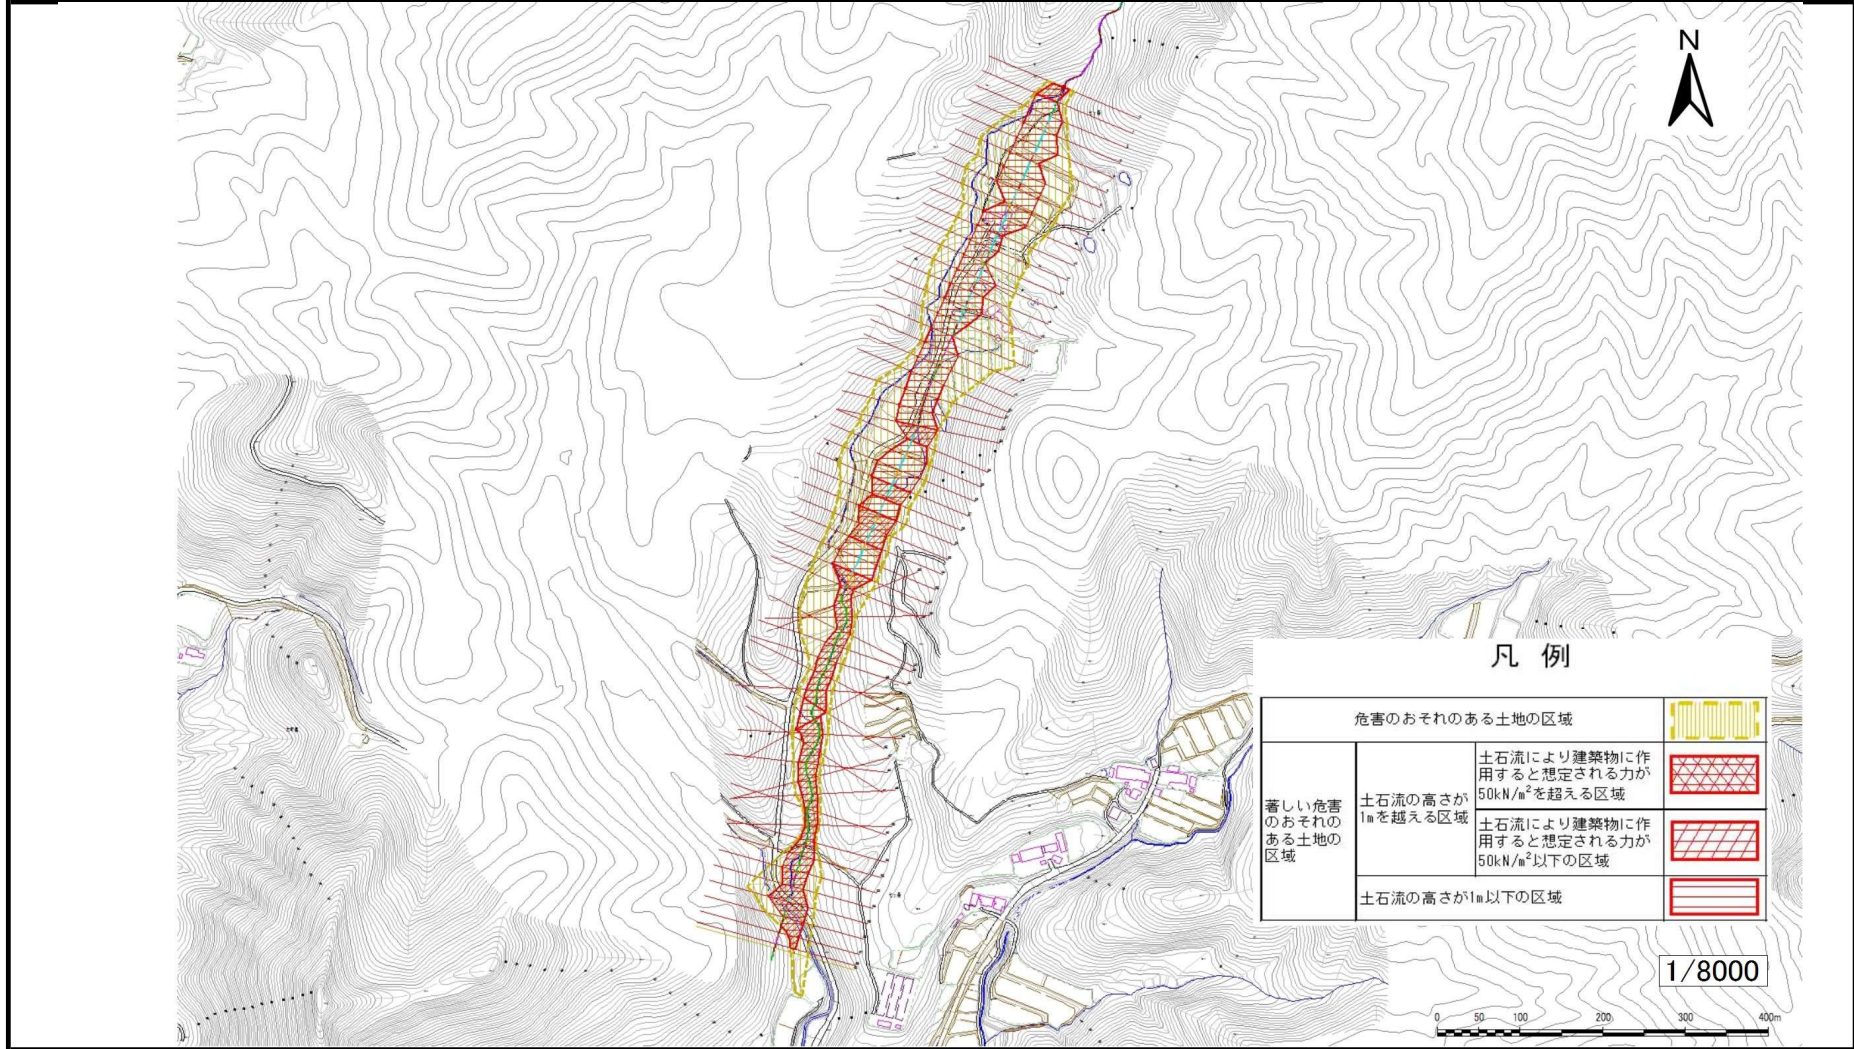 N
凡 例
危害のおそれのある土地の区域
著しい危害
のおそれの
ある土地の
区域
土石流の高さが
1mを越える区域
土石流により建築物に作
用すると想定される力が
50kN/m²を超える区域
土石流により建築物に作
用すると想定される力が
50kN/m²以下の区域
土石流の高さが1m以下の区域
1/8000
0 50 100 200 300 400m